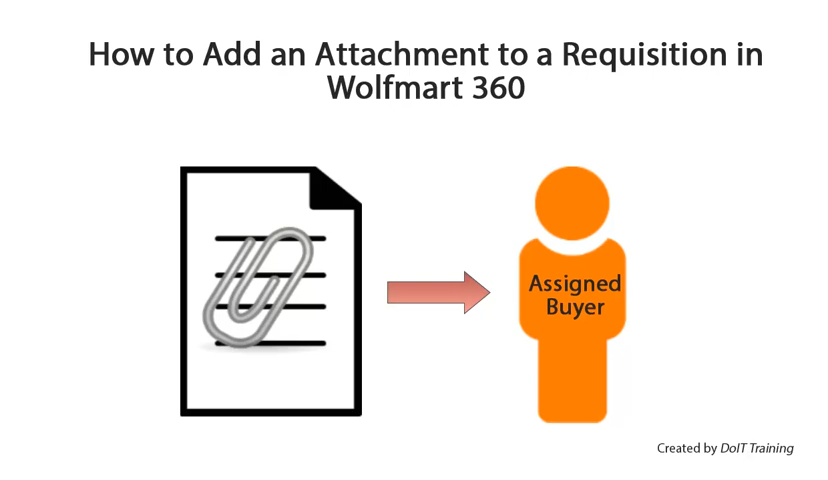 How to Add an Attachment to a Requisition in
Wolfmart 360
Assigned
Buyer
Created by DoIT Training